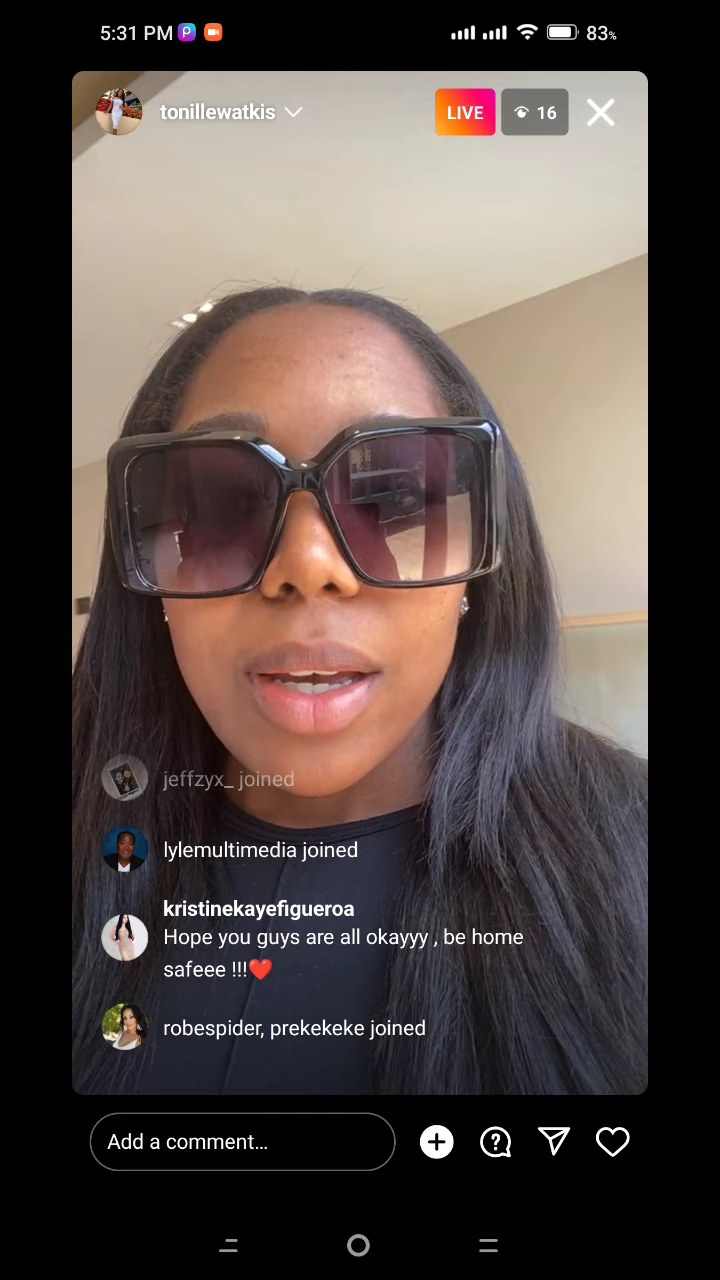 5:31 PM
83%
tonillewatkis
LIVE
16
jeffzyx_ joined
lylemultimedia joined
kristinekayefigueroa
Hope you guys are all okayyy , be home
safeee !!!❤️
robespider, prekekeke joined
Add a comment...